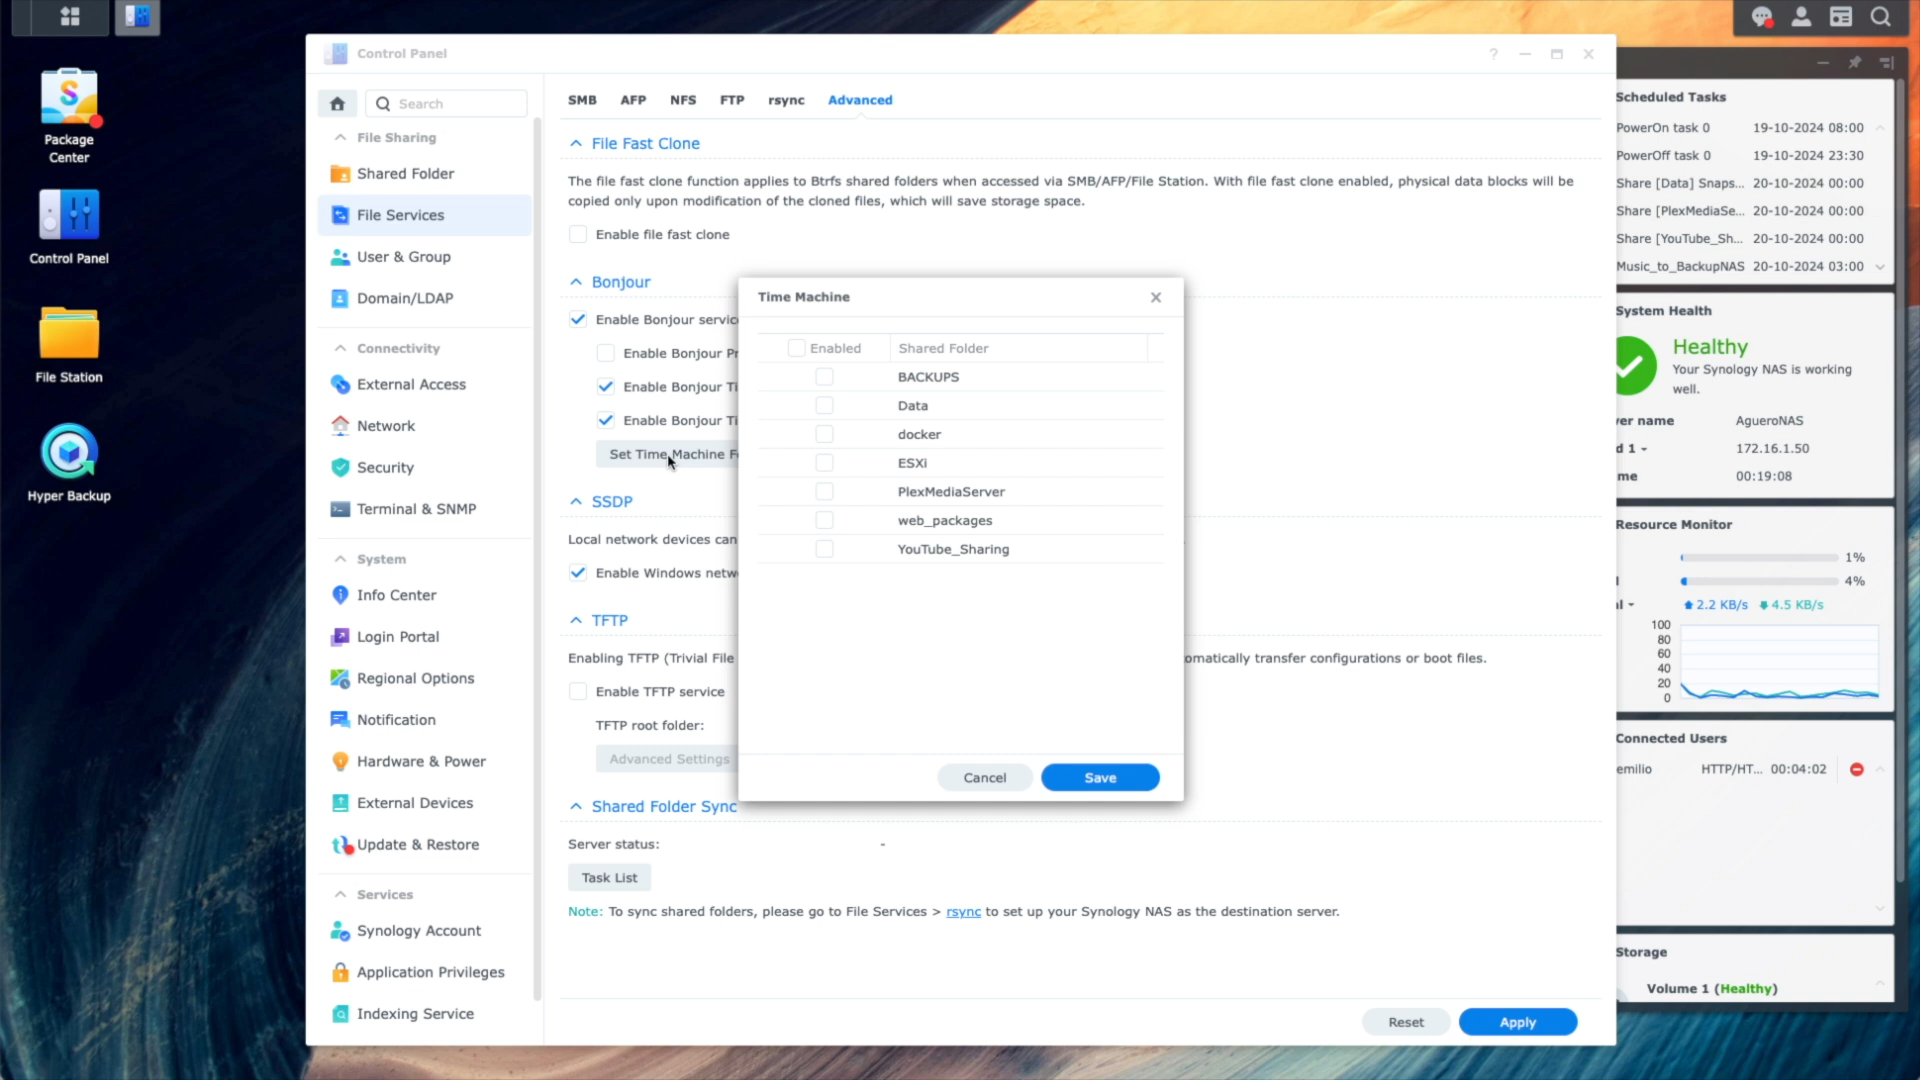 Control Panel
Package
Center
Control Panel
File Station
Hyper Backup
Search
File Sharing
Shared Folder
File Services
User & Group
Domain/LDAP
Connectivity
External Access
Network
Security
Terminal & SNMP
System
Info Center
Login Portal
Regional Options
Notification
Hardware & Power
External Devices
Update & Restore
Services
Synology Account
Application Privileges
Indexing Service
SMB AFP NFS FTP rsync Advanced
File Fast Clone
The file fast clone function applies to Btrfs shared folders when accessed via SMB/AFP/File Station. With file fast clone enabled, physical data blocks will be
copied only upon modification of the cloned files, which will save storage space.
Enable file fast clone
Bonjour
Enable Bonjour servic
Enable Bonjour Pr
Enable Bonjour Ti
Enable Bonjour Ti
Set Time Machine F
SSDP
Local network devices can
Enable Windows netw
TFTP
Enabling TFTP (Trivial File
omatically transfer configurations or boot files.
Enable TFTP service
TFTP root folder:
Advanced Settings
Shared Folder Sync
Server status: -
Task List
Note: To sync shared folders, please go to File Services > rsync to set up your Synology NAS as the destination server.
Reset Apply
Time Machine
Enabled Shared Folder
BACKUPS
Data
docker
ESXi
PlexMediaServer
web_packages
YouTube_Sharing
Cancel Save
Scheduled Tasks
PowerOn task 0 19-10-2024 08:00
PowerOff task 0 19-10-2024 23:30
Share [Data] Snaps... 20-10-2024 00:00
Share [PlexMediaSe... 20-10-2024 00:00
Share [YouTube_Sh... 20-10-2024 00:00
Music_to_BackupNAS 20-10-2024 03:00
System Health
Healthy
Your Synology NAS is working
well.
ver name AgueroNAS
d 1 172.16.1.50
me 00:19:08
Resource Monitor
1%
4%
2.2 KB/s 4.5 KB/s
100
80
60
40
20
0
Connected Users
emilio HTTP/HT... 00:04:02
Storage
Volume 1 (Healthy)